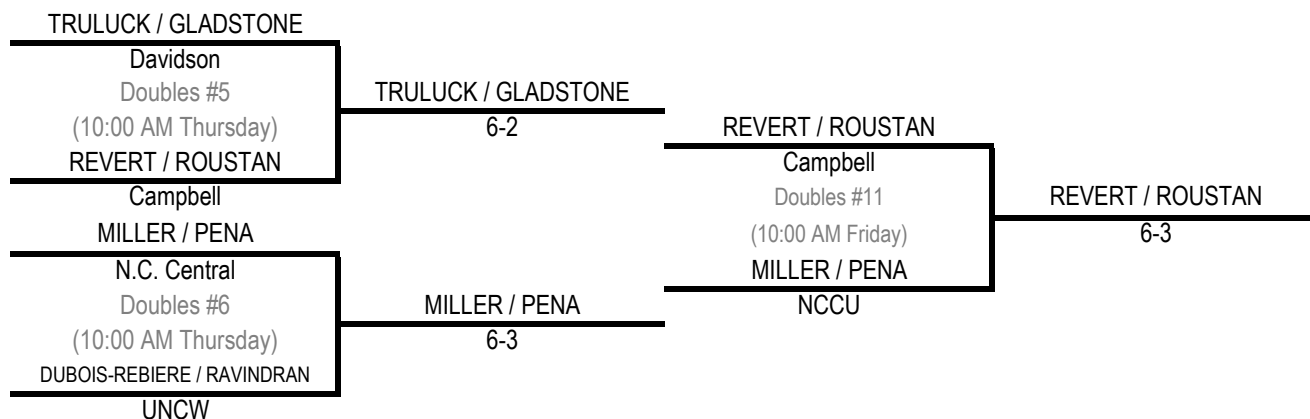 TRULUCK / GLADSTONE
Davidson
Doubles #5
(10:00 AM Thursday)
REVERT / ROUSTAN
Campbell
MILLER / PENA
N.C. Central
Doubles #6
(10:00 AM Thursday)
DUBOIS-REBIERE / RAVINDRAN
UNCW
TRULUCK / GLADSTONE
6-2
MILLER / PENA
6-3
REVERT / ROUSTAN
Campbell
Doubles #11
(10:00 AM Friday)
MILLER / PENA
NCCU
REVERT / ROUSTAN
6-3